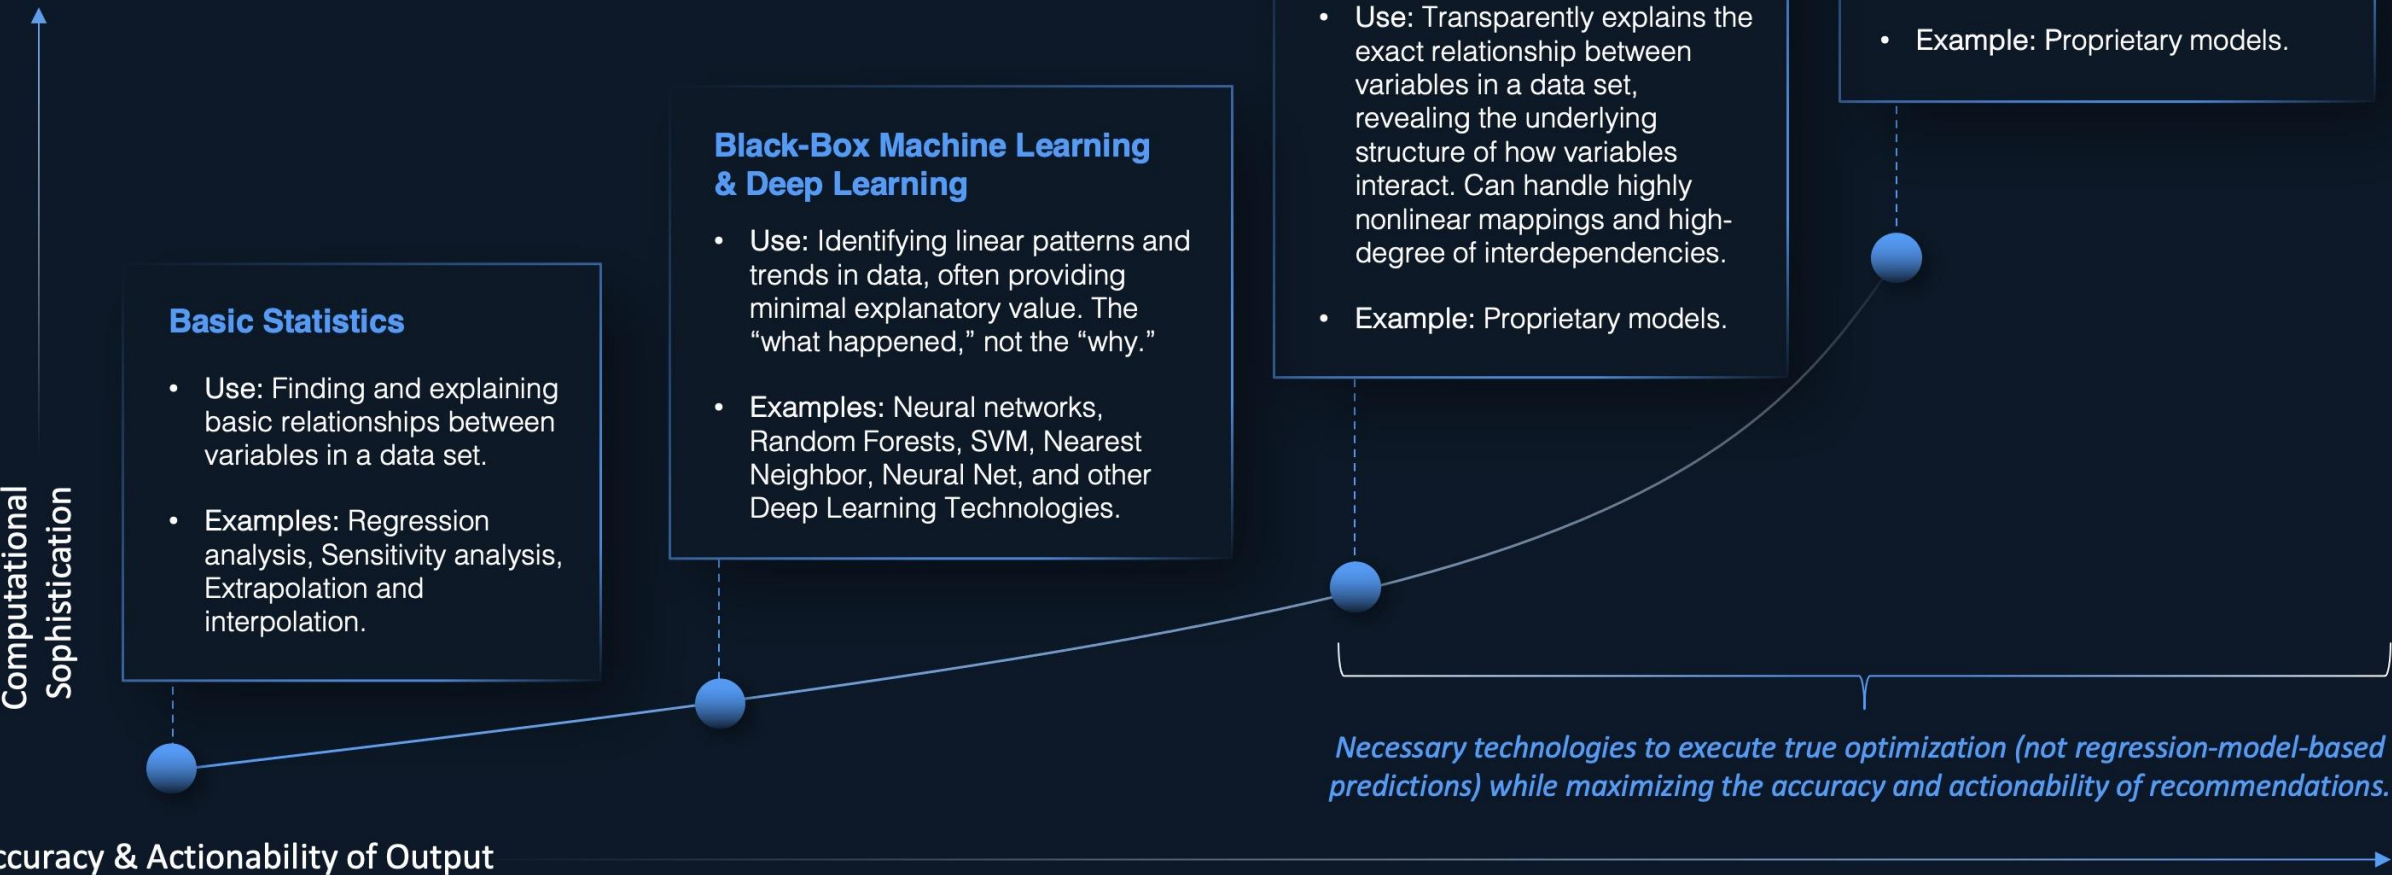 Computational
Sophistication
Basic Statistics
• Use: Finding and explaining
basic relationships between
variables in a data set.
• Examples: Regression
analysis, Sensitivity analysis,
Extrapolation and
interpolation.
Black-Box Machine Learning
& Deep Learning
• Use: Identifying linear patterns and
trends in data, often providing
minimal explanatory value. The
“what happened,” not the “why.”
• Examples: Neural networks,
Random Forests, SVM, Nearest
Neighbor, Neural Net, and other
Deep Learning Technologies.
• Use: Transparently explains the
exact relationship between
variables in a data set,
revealing the underlying
structure of how variables
interact. Can handle highly
nonlinear mappings and high-
degree of interdependencies.
• Example: Proprietary models.
• Example: Proprietary models.
Necessary technologies to execute true optimization (not regression-model-based
predictions) while maximizing the accuracy and actionability of recommendations.
ccuracy & Actionability of Output